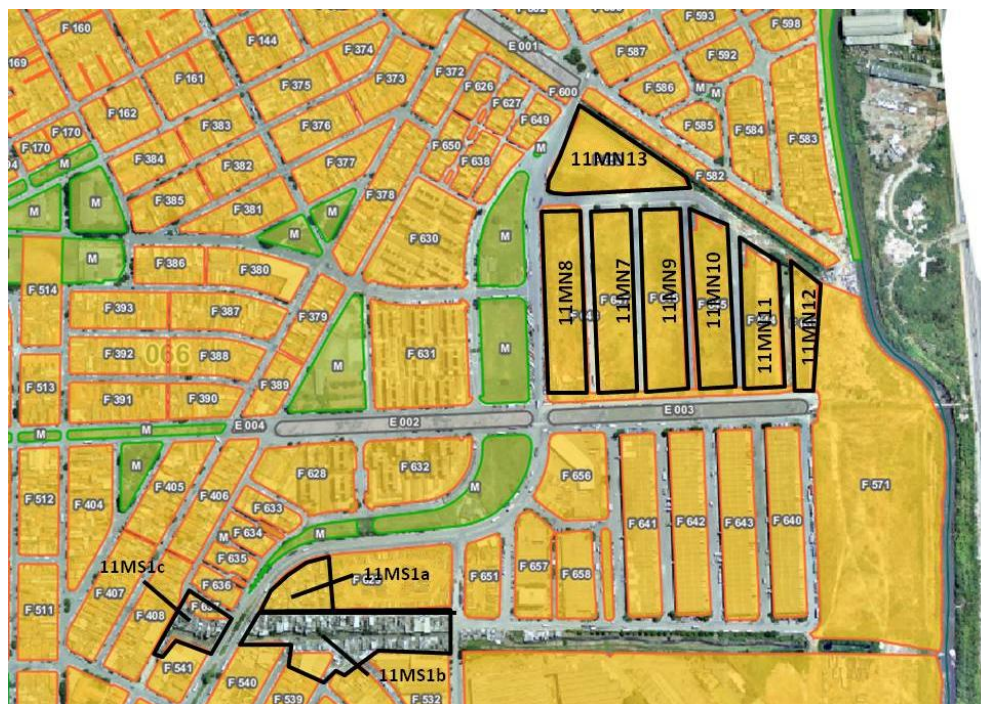 F 160
F 144
F 374
F 373
E 001
F 593
F 598
F 587
F 592
169
F 161
F 375
F 372
F 626
F 627
F 600
F 586
M
M
F 162
F 383
F 376
F 650
F 649
F 585
F 584
F 583
F 170
F 170
M
F 384
F 382
F 377
F 638
M
11MN13
F 582
M
M
F 385
F 381
F 378
M
M
M
F 630
M
M
F 386
F 380
F 514
11MN8
11MN7
11MN9
11MN10
11MN11
11MN12
F 393
F 387
F 379
F 392
066
F 388
M
F 631
M
F 513
F 391
F 390
F 389
M
M
E 004
E 002
E 003
M
F 628
F 632
M
F 656
F 571
F 512
F 404
F 405
F 406
F 633
M
F 634
F 635
F 641
F 642
F 643
F 640
11MS1c
F 636
11MS1a
F 651
F 657
F 658
F 511
F 407
F 408
F 541
F 540
F 539
11MS1b
F 532